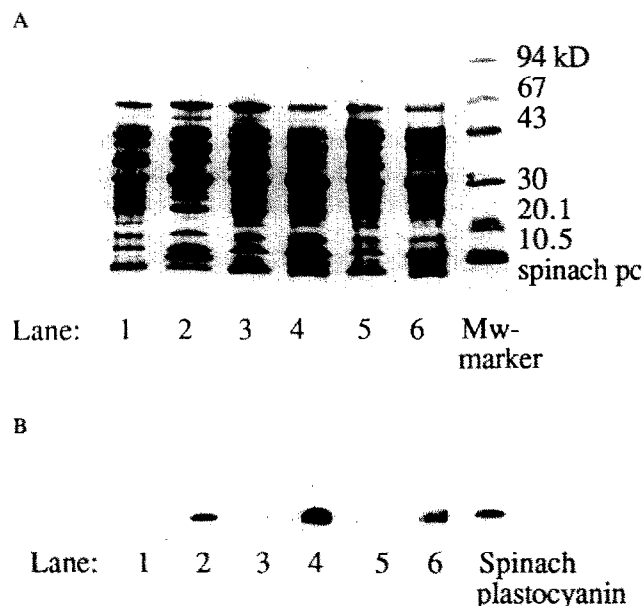 A
94 kD
67
43
30
20.1
10.5
spinach pc
Lane: 1 2 3 4 5 6 Mw-
marker
B
Lane: 1 2 3 4 5 6 Spinach
plastocyanin